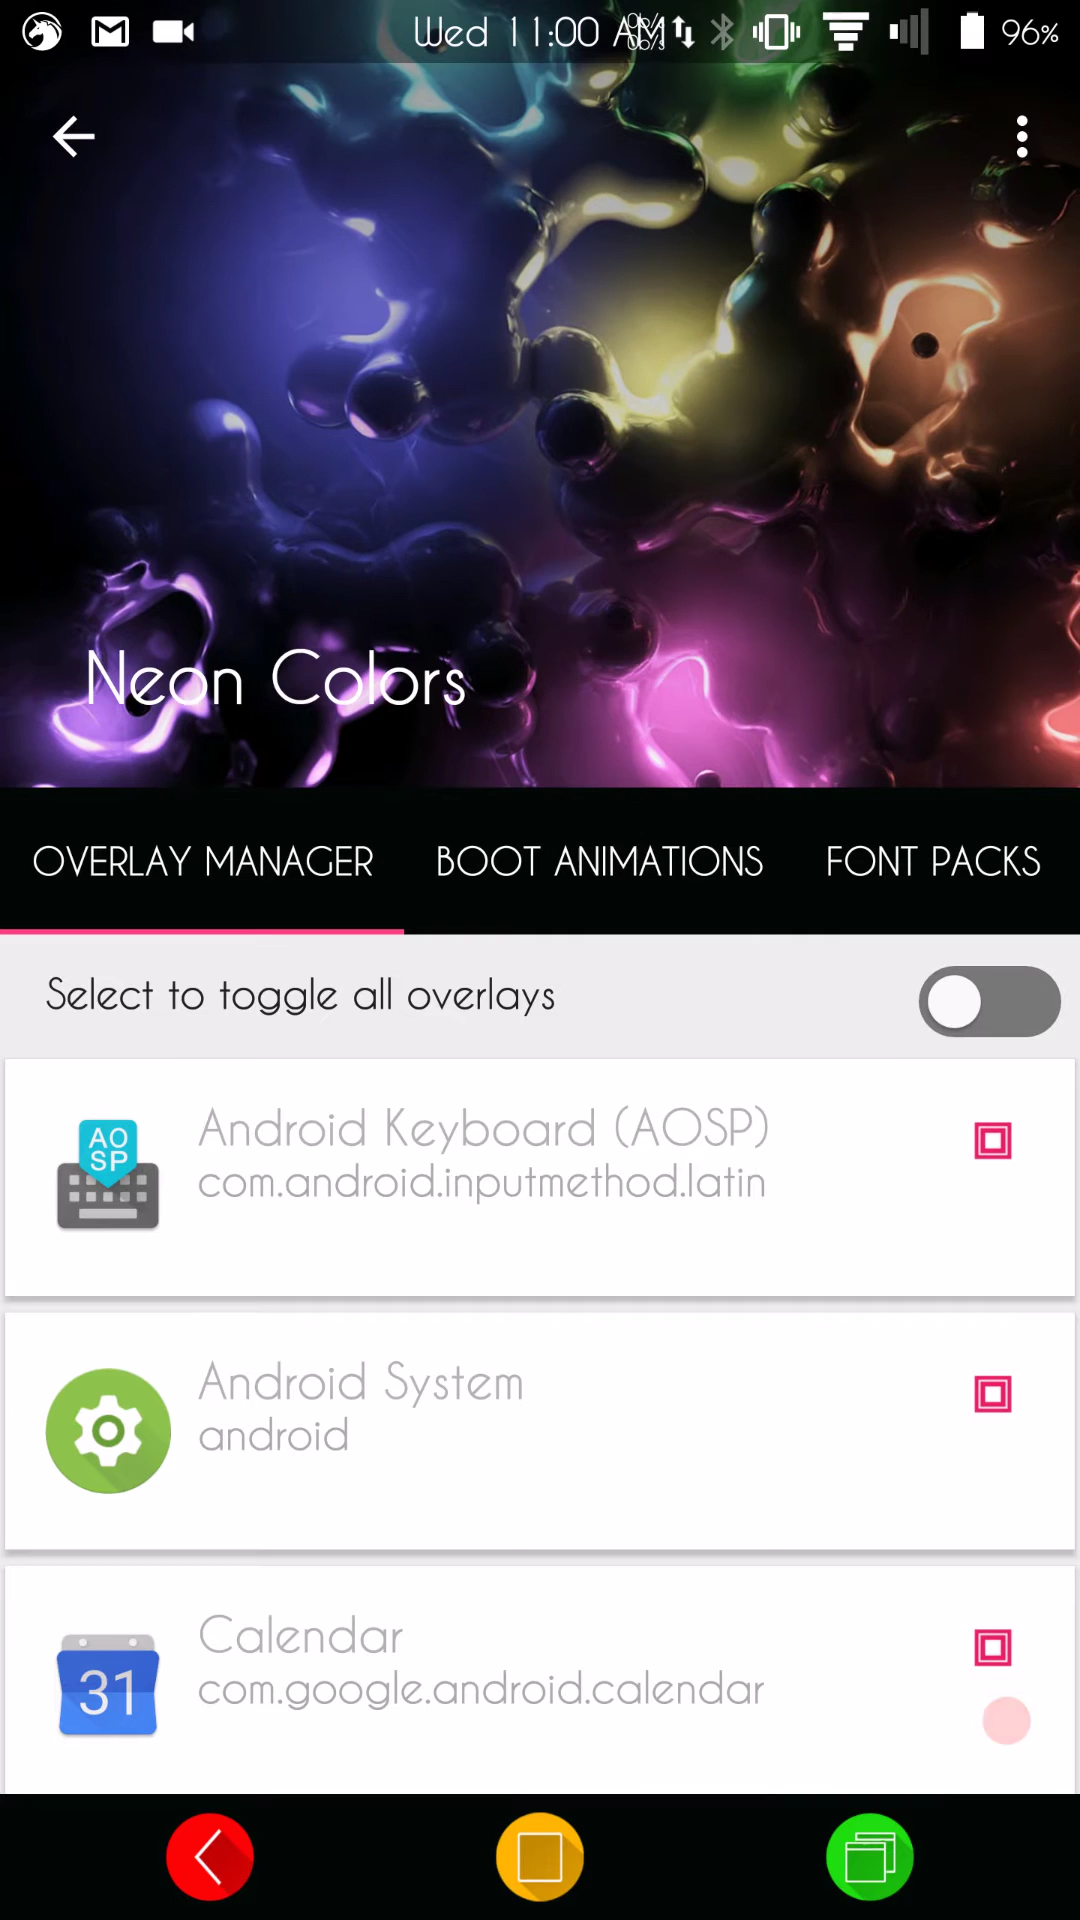 Wed 11:00 AM
96%
Neon Colors
OVERLAY MANAGER BOOT ANIMATIONS FONT PACKS
Select to toggle all overlays
AO
SP
Android Keyboard (AOSP)
com.android.inputmethod.latin
Android System
android
31
Calendar
com.google.android.calendar